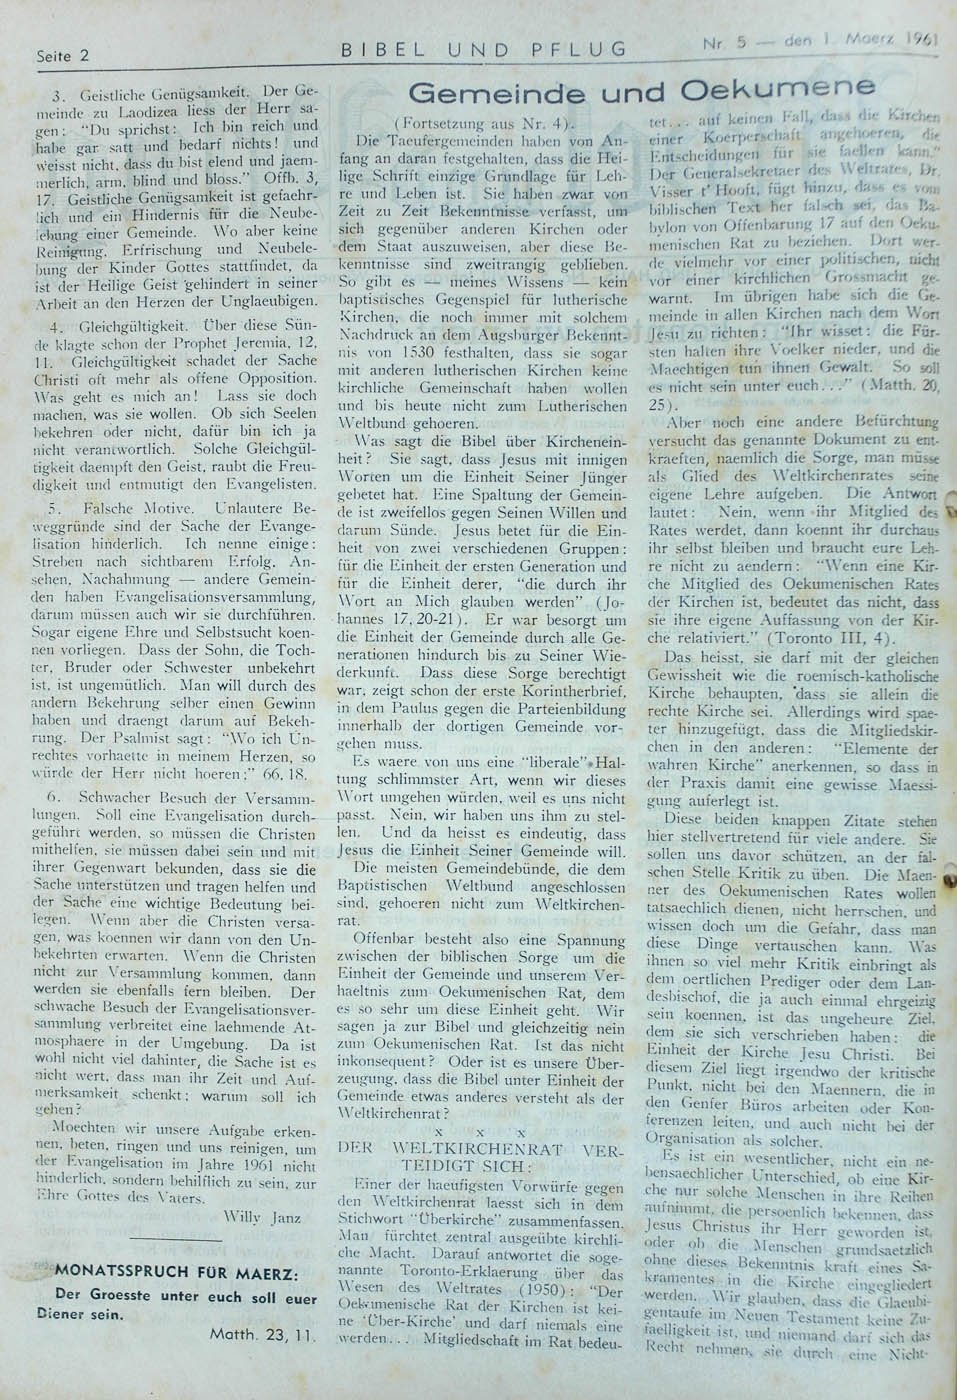 Seite 2
BIBEL UND PFLUG
Nr. 5 — den 1. Maerz 1961
3. Geistliche Genügsamkeit. Der Ge-
meinde zu Laodizea liess der Herr sa-
gen: "Du sprichst: Ich bin reich und
habe gar satt und bedarf nichts! und
weisst nicht, dass du bist elend und jaem-
merlich, arm, blind und bloss." Offb. 3,
17. Geistliche Genügsamkeit ist gefaehr-
lich und ein Hindernis für die Neube-
lebung einer Gemeinde. Wo aber keine
Reinigung, Erfrischung und Neubele-
bung der Kinder Gottes stattfindet, da
ist der Heilige Geist gehindert in seiner
Arbeit an den Herzen der Unglaeubigen.
4. Gleichgültigkeit. Über diese Sün-
de klagte schon der Prophet Jeremia, 12,
11. Gleichgültigkeit schadet der Sache
Christi oft mehr als offene Opposition.
Was geht es mich an! Lass sie doch
machen, was sie wollen. Ob sich Seelen
bekehren oder nicht, dafür bin ich ja
nicht verantwortlich. Solche Gleichgül-
tigkeit daempft den Geist, raubt die Freu-
digkeit und entmutigt den Evangelisten.
5. Falsche Motive. Unlautere Be-
weggründe sind der Sache der Evange-
lisation hinderlich. Ich nenne einige:
Streben nach sichtbarem Erfolg, An-
sehen, Nachahmung — andere Gemein-
den haben Evangelisationsversammlung,
darum müssen auch wir sie durchführen.
Sogar eigene Ehre und Selbstsucht koen-
nen vorliegen. Dass der Sohn, die Toch-
ter, Bruder oder Schwester unbekehrt
ist, ist ungemütlich. Man will durch des
andern Bekehrung selber einen Gewinn
haben und draengt darum auf Bekeh-
rung. Der Psalmist sagt: "Wo ich Un-
rechtes vorhaette in meinem Herzen, so
würde der Herr nicht hoeren;" 66, 18.
6. Schwacher Besuch der Versamm-
lungen. Soll eine Evangelisation durch-
geführt werden, so müssen die Christen
mithelfen, sie müssen dabei sein und mit
ihrer Gegenwart bekunden, dass sie die
Sache unterstützen und tragen helfen und
der Sache eine wichtige Bedeutung bei-
legen. Wenn aber die Christen versa-
gen, was koennen wir dann von den Un-
bekehrten erwarten. Wenn die Christen
nicht zur Versammlung kommen, dann
werden sie ebenfalls fern bleiben. Der
schwache Besuch der Evangelisationsver-
sammlung verbreitet eine laehmende At-
mosphaere in der Umgebung. Da ist
wohl nicht viel dahinter, die Sache ist es
nicht wert, dass man ihr Zeit und Auf-
merksamkeit schenkt; warum soll ich
gehen?
Moechten wir unsere Aufgabe erken-
nen, beten, ringen und uns reinigen, um
der Evangelisation im Jahre 1961 nicht
hinderlich, sondern behilflich zu sein, zur
Ehre Gottes des Vaters.
Willy Janz
MONATSSPRUCH FÜR MAERZ:
Der Groesste unter euch soll euer
Diener sein.
Matth. 23, 11.
Gemeinde und Oekumene
(Fortsetzung aus Nr. 4).
Die Taeufergemeinden haben von An-
fang an daran festgehalten, dass die Hei-
lige Schrift einzige Grundlage für Leh-
re und Leben ist. Sie haben zwar von
Zeit zu Zeit Bekenntnisse verfasst, um
sich gegenüber anderen Kirchen oder
dem Staat auszuweisen, aber diese Be-
kenntnisse sind zweitrangig geblieben.
So gibt es — meines Wissens — kein
baptistisches Gegenspiel für lutherische
Kirchen, die noch immer mit solchem
Nachdruck an dem Augsburger Bekennt-
nis von 1530 festhalten, dass sie sogar
mit anderen lutherischen Kirchen keine
kirchliche Gemeinschaft haben wollen
und bis heute nicht zum Lutherischen
Weltbund gehoeren.
Was sagt die Bibel über Kircheneinh-
heit? Sie sagt, dass Jesus mit innigen
Worten um die Einheit Seiner Jünger
gebetet hat. Eine Spaltung der Gemein-
de ist zweifellos gegen Seinen Willen und
darum Sünde. Jesus betet für die Ein-
heit von zwei verschiedenen Gruppen:
für die Einheit der ersten Generation und
für die Einheit derer, "die durch ihr
Wort an Mich glauben werden" (Jo-
hannes 17, 20-21). Er war besorgt um
die Einheit der Gemeinde durch alle Ge-
nerationen hindurch bis zu Seiner Wie-
derkunft. Dass diese Sorge berechtigt
war, zeigt schon der erste Korintherbrief,
in dem Paulus gegen die Parteienbildung
innerhalb der dortigen Gemeinde vor-
gehen muss.
Es waere von uns eine "liberale" Hal-
tung schlimmster Art, wenn wir dieses
Wort umgehen würden, weil es uns nicht
passt. Nein, wir haben uns ihm zu stel-
len. Und da heisst es eindeutig, dass
Jesus die Einheit Seiner Gemeinde will.
Die meisten Gemeindebünde, die dem
Baptistischen Weltbund angeschlossen
sind, gehoeren nicht zum Weltkirchen-
rat.
Offenbar besteht also eine Spannung
zwischen der biblischen Sorge um die
Einheit der Gemeinde und unserem Ver-
haeltnis zum Oekumenischen Rat, dem
es so sehr um diese Einheit geht. Wir
sagen ja zur Bibel und gleichzeitig nein
zum Oekumenischen Rat. Ist das nicht
inkonsequent? Oder ist es unsere Über-
zeugung, dass die Bibel unter Einheit der
Gemeinde etwas anderes versteht als der
Weltkirchenrat?
x x x
DER WELTKIRCHENRAT VER-
TEIDIGT SICH:
Einer der haeufigsten Vorwürfe gegen
den Weltkirchenrat laesst sich in dem
Stichwort "Überkirche" zusammenfassen.
Man fürchtet zentral ausgeübte kirchli-
che Macht. Darauf antwortet die soge-
nannte Toronto-Erklaerung über das
Wesen des Weltrates (1950): "Der
Oekumenische Rat der Kirchen ist kei-
ne 'Über-Kirche' und darf niemals eine
werden... Mitgliedschaft im Rat bedeu-
tet... auf keinen Fall, dass die Kirchen
einer Koerperschaft angehoeren, die
Entscheidungen für sie faellen kann."
Der Generalsekretaer des Weltrates, Dr.
Visser t' Hooft, fügt hinzu, dass es vom
biblischen Text her falsch sei, das Ba-
bylon von Offenbarung 17 auf den Oeku-
menischen Rat zu beziehen. Dort wer-
de vielmehr vor einer politischen, nicht
vor einer kirchlichen Grossmacht ge-
warnt. Im übrigen habe sich die Ge-
meinde in allen Kirchen nach dem Wort
Jesu zu richten: "Ihr wisset: die Für-
sten halten ihre Voelker nieder, und die
Maechtigen tun ihnen Gewalt. So soll
es nicht sein unter euch..." (Matth. 20,
25).
Aber noch eine andere Befürchtung
versucht das genannte Dokument zu ent-
kraeften, naemlich die Sorge, man müsse
als Glied des Weltkirchenrates seine
eigene Lehre aufgeben. Die Antwort
lautet: Nein, wenn ihr Mitglied des
Rates werdet, dann koennt ihr durchaus
ihr selbst bleiben und braucht eure Leh-
re nicht zu aendern: "Wenn eine Kir-
che Mitglied des Oekumenischen Rates
der Kirchen ist, bedeutet das nicht, dass
sie ihre eigene Auffassung von der Kir-
che relativiert." (Toronto III, 4).
Das heisst, sie darf mit der gleichen
Gewissheit wie die roemisch-katholische
Kirche behaupten, dass sie allein die
rechte Kirche sei. Allerdings wird spae-
ter hinzugefügt, dass die Mitgliedskir-
chen in den anderen: "Elemente der
wahren Kirche" anerkennen, so dass in
der Praxis damit eine gewisse Maessi-
gung auferlegt ist.
Diese beiden knappen Zitate stehen
hier stellvertretend für viele andere. Sie
sollen uns davor schützen, an der fal-
schen Stelle Kritik zu üben. Die Maen-
ner des Oekumenischen Rates wollen
tatsaechlich dienen, nicht herrschen, und
wissen doch um die Gefahr, dass man
diese Dinge vertauschen kann. Was
ihnen so viel mehr Kritik einbringt als
dem oertlichen Prediger oder dem Lan-
desbischof, die ja auch einmal ehrgeizig
sein koennen, ist das ungeheure Ziel,
dem sie sich verschrieben haben: die
Einheit der Kirche Jesu Christi. Bei
diesem Ziel liegt irgendwo der kritische
Punkt, nicht bei den Maennern, die in
den Genfer Büros arbeiten oder Kon-
ferenzen leiten, und auch nicht bei der
Organisation als solcher.
Es ist ein wesentlicher, nicht ein ne-
bensaechlicher Unterschied, ob eine Kir-
che nur solche Menschen in ihre Reihen
aufnimmt, die persoenlich bekennen, dass
Jesus Christus ihr Herr geworden ist,
oder ob die Menschen grundsaetzlich
ohne dieses Bekenntnis kraft eines Sa-
kramentes in die Kirche eingegliedert
werden. Wir glauben, dass die Glaeubi-
gentaufe im Neuen Testament keine Zu-
faelligkeit ist, und niemand darf sich das
Recht nehmen, sie durch eine Nicht-